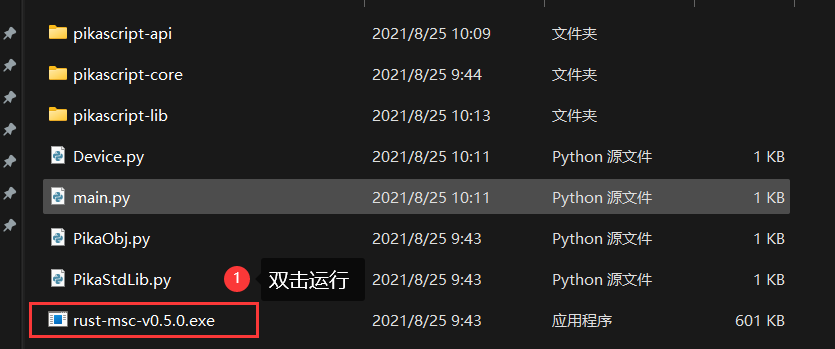 pikascript-api 2021/8/25 10:09 文件夹
pikascript-core 2021/8/25 9:44 文件夹
pikascript-lib 2021/8/25 10:13 文件夹
Device.py 2021/8/25 10:11 Python 源文件 1 KB
main.py 2021/8/25 10:11 Python 源文件 1 KB
PikaObj.py 2021/8/25 9:43 Python 源文件 1 KB
PikaStdLib.py 1 双击运行 2021/8/25 9:43 Python 源文件 1 KB
rust-msc-v0.5.0.exe 2021/8/25 9:43 应用程序 601 KB